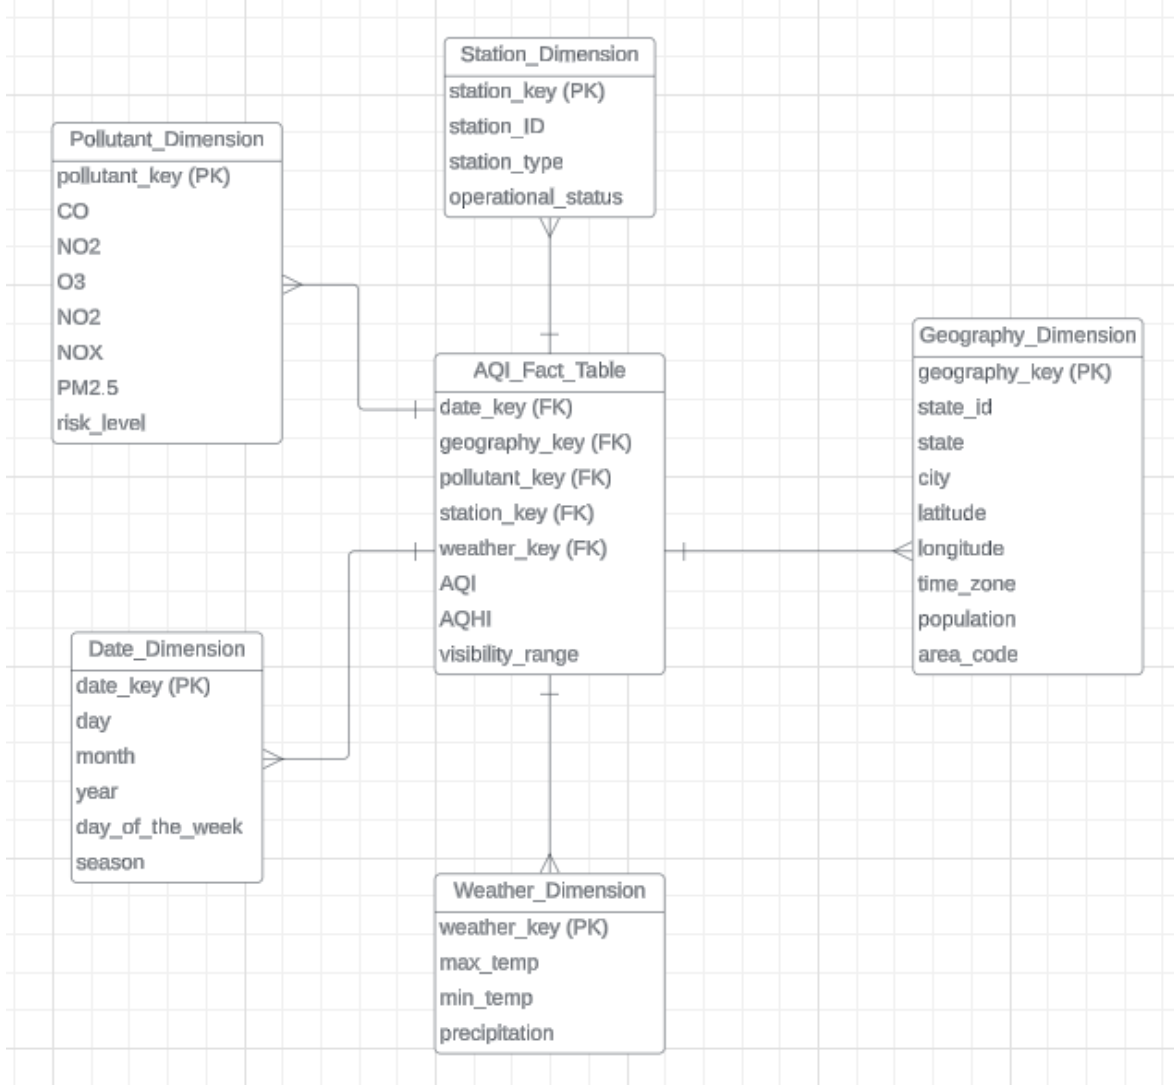 Station_Dimension
station_key (PK)
station_ID
station_type
operational_status
Pollutant_Dimension
pollutant_key (PK)
CO
NO2
O3
NO2
NOX
PM2.5
risk_level
AQI_Fact_Table
date_key (FK)
geography_key (FK)
pollutant_key (FK)
station_key (FK)
weather_key (FK)
AQI
AQHI
visibility_range
Geography_Dimension
geography_key (PK)
state_id
state
city
latitude
longitude
time_zone
population
area_code
Date_Dimension
date_key (PK)
day
month
year
day_of_the_week
season
Weather_Dimension
weather_key (PK)
max_temp
min_temp
precipitation